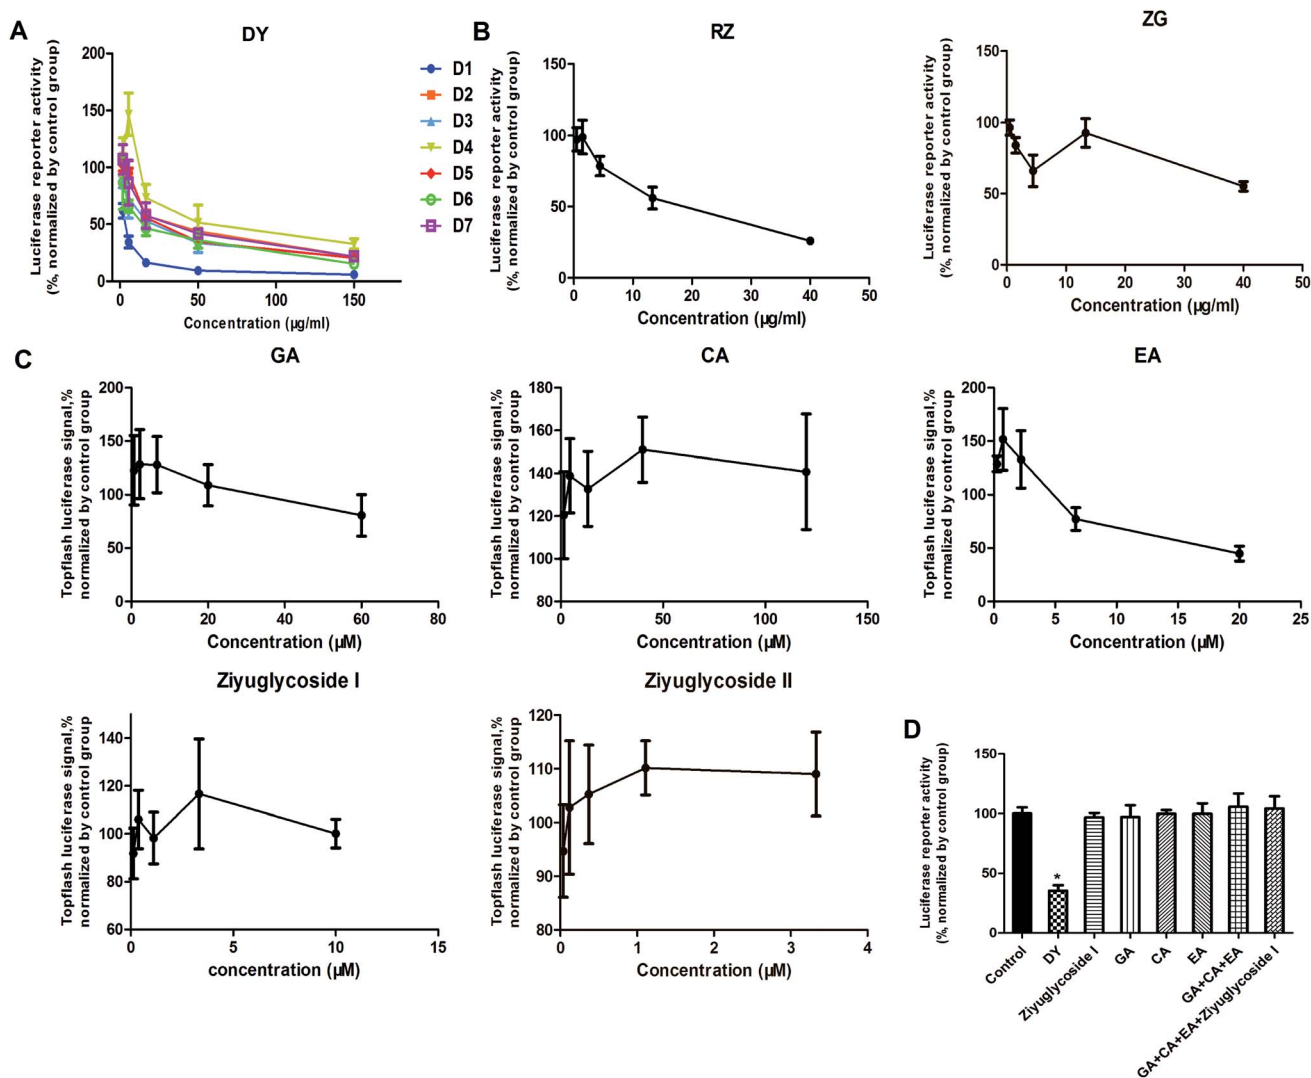 A
DY
Luciferase reporter activity
(%, normalized by control group)
200
150
100
50
0
0
50
100
150
Concentration (µg/ml)
D1
D2
D3
D4
D5
D6
D7
B
RZ
Luciferase reporter activity
(%, normalized by control group)
150
100
50
0
0
10
20
30
40
50
Concentration (µg/ml)
ZG
Luciferase reporter activity
(%, normalized by control group)
150
100
50
0
0
10
20
30
40
50
Concentration (µg/ml)
C
GA
Topflash luciferase signal,%
normalized by control group
200
150
100
50
0
0
20
40
60
80
Concentration (µM)
CA
Topflash luciferase signal,%
normalized by control group
180
160
140
120
100
80
0
50
100
150
Concentration (µM)
EA
Topflash luciferase signal,%
normalized by control group
200
150
100
50
0
0
5
10
15
20
25
Concentration (µM)
Ziyuglycoside I
Topflash luciferase signal,%
normalized by control group
140
120
100
80
60
0
5
10
15
concentration (µM)
Ziyuglycoside II
Topflash luciferase signal,%
normalized by control group
120
110
100
90
80
0
1
2
3
4
Concentration (µM)
D
Luciferase reporter activity
(%, normalized by control group)
150
100
50
0
*
Control
DY
Ziyuglycoside I
GA
CA
EA
GA+CA+EA
GA+CA+EA+Ziyuglycoside I